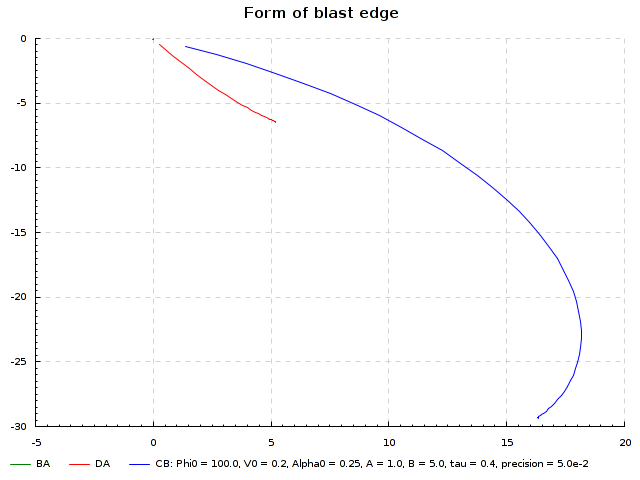 Form of blast edge
0
-5
-10
-15
-20
-25
-30
-5 0 5 10 15 20
BA DA CB: Phi0 = 100.0, V0 = 0.2, Alpha0 = 0.25, A = 1.0, B = 5.0, tau = 0.4, precision = 5.0e-2